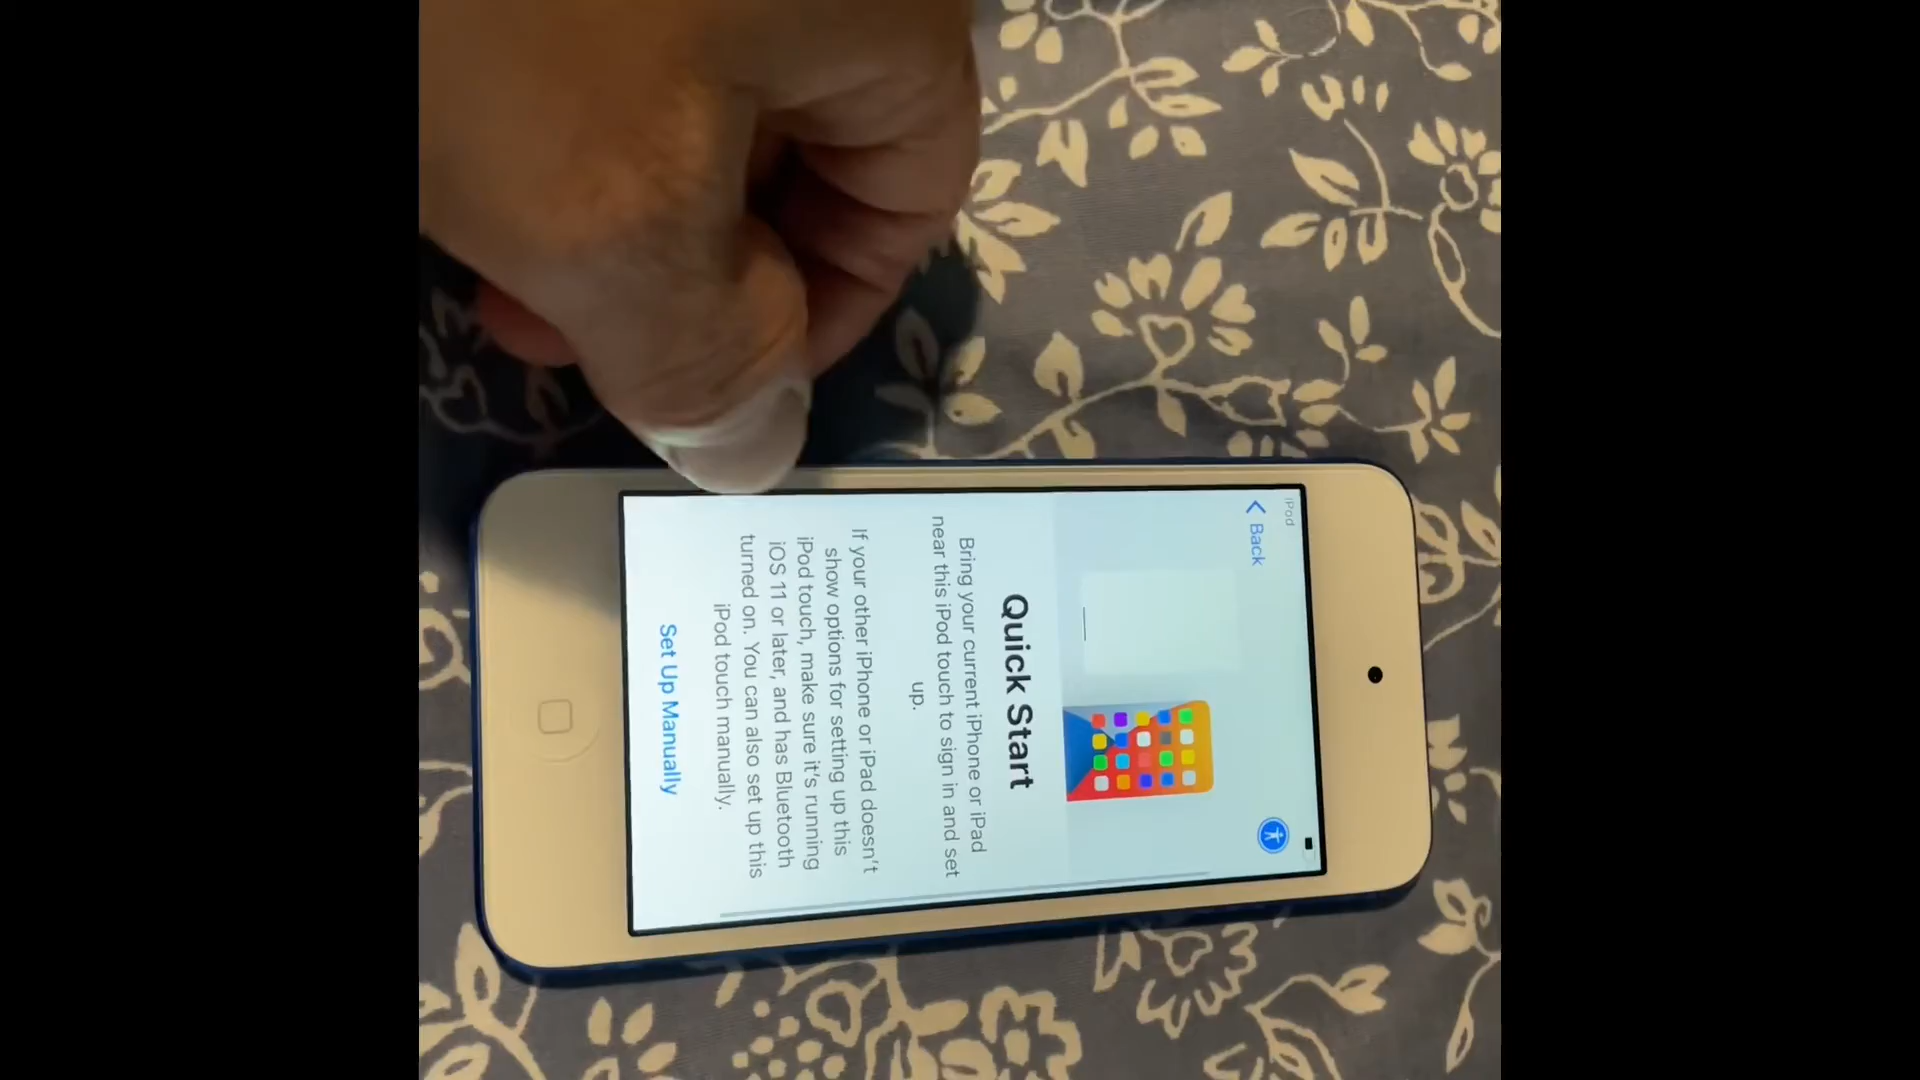 iPod
Back
Quick Start
Bring your current iPhone or iPad
near this iPod touch to sign in and set
up.
If your other iPhone or iPad doesn't
show options for setting up this
iPod touch, make sure it's running
iOS 11 or later, and has Bluetooth
turned on. You can also set up this
iPod touch manually.
Set Up Manually